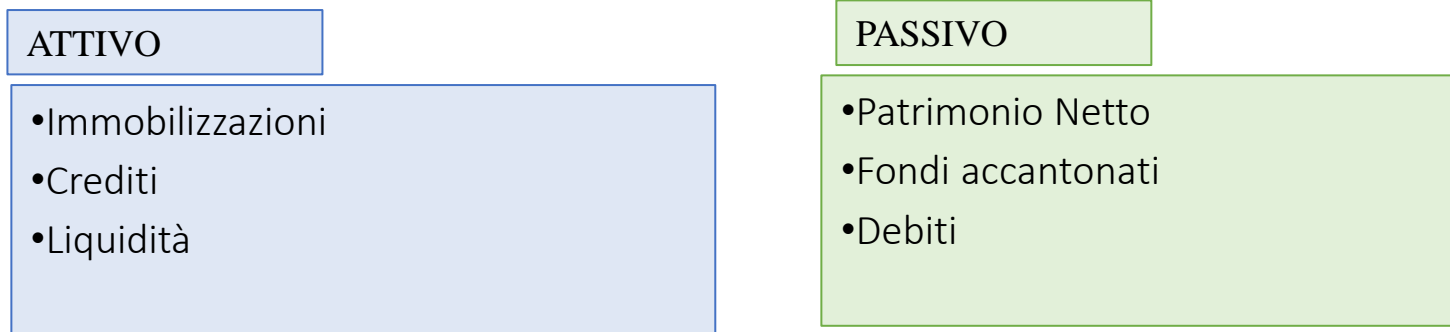 ATTIVO
•Immobilizzazioni
•Crediti
•Liquidità
PASSIVO
•Patrimonio Netto
•Fondi accantonati
•Debiti